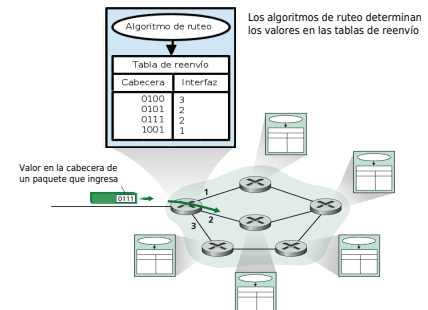 Los algoritmos de ruteo determinan
los valores en las tablas de reenvío
Algoritmo de ruteo
Tabla de reenvío
Cabecera Interfaz
0100 3
0101 2
0111 2
1001 1
Valor en la cabecera de
un paquete que ingresa
0111
1
2
3